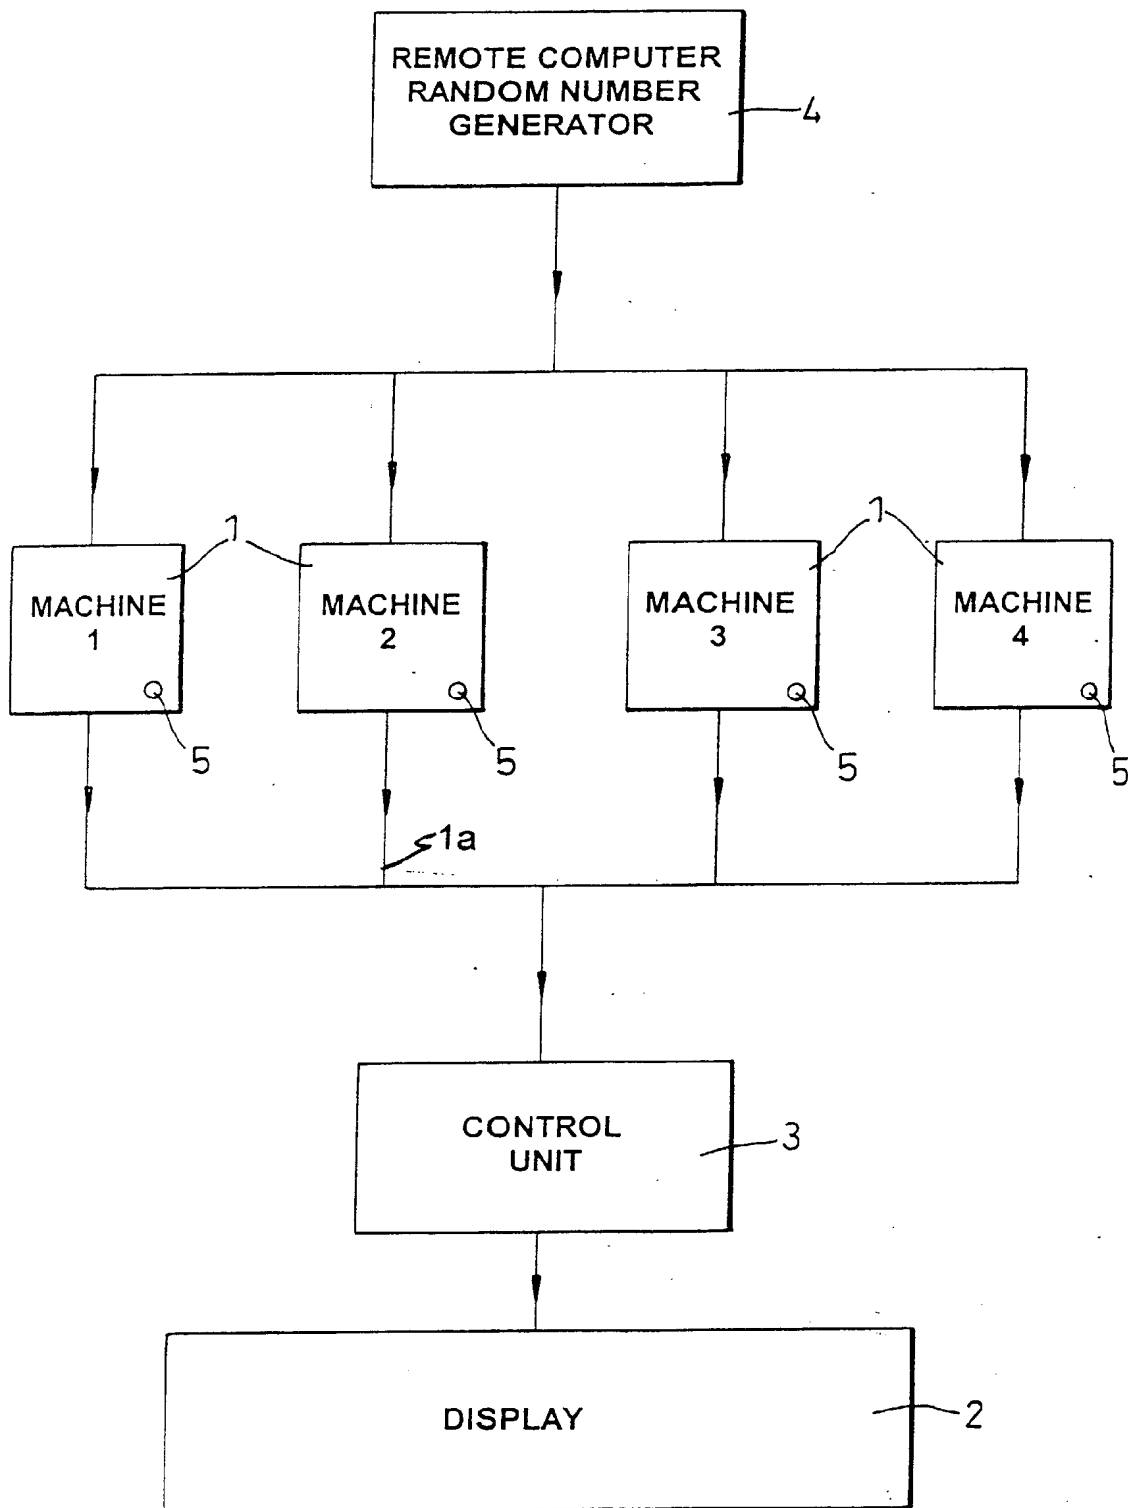 REMOTE COMPUTER
RANDOM NUMBER
GENERATOR
4
1
1
MACHINE
1
MACHINE
2
MACHINE
3
MACHINE
4
5
5
5
5
1a
CONTROL
UNIT
3
DISPLAY
2